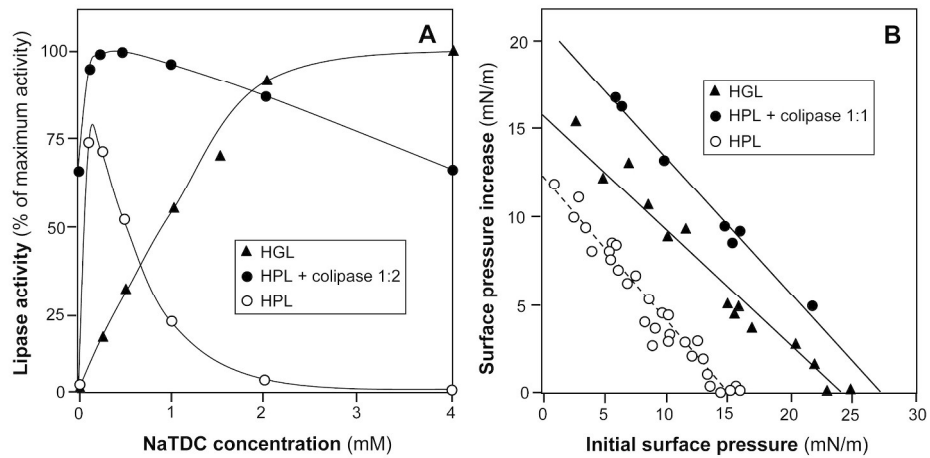 A
100
75
50
25
0
Lipase activity (% of maximum activity)
HGL
HPL + colipase 1:2
HPL
0
1
2
3
4
NaTDC concentration (mM)
B
20
15
10
5
0
Surface pressure increase (mN/m)
HGL
HPL + colipase 1:1
HPL
0
5
10
15
20
25
30
Initial surface pressure (mN/m)